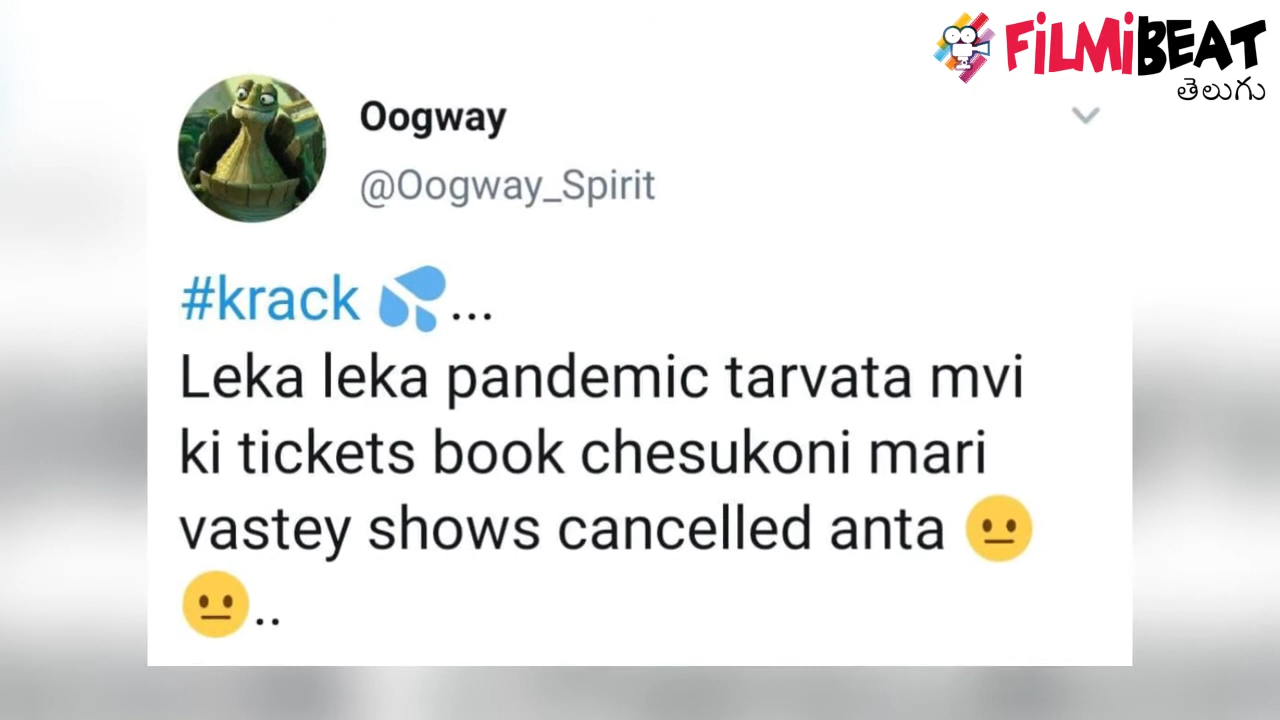 FiLMiBEAT
తెలుగు
Oogway
@Oogway_Spirit
#krack 💦...
Leka leka pandemic tarvata mvi
ki tickets book chesukoni mari
vastey shows cancelled anta 😐
😐..